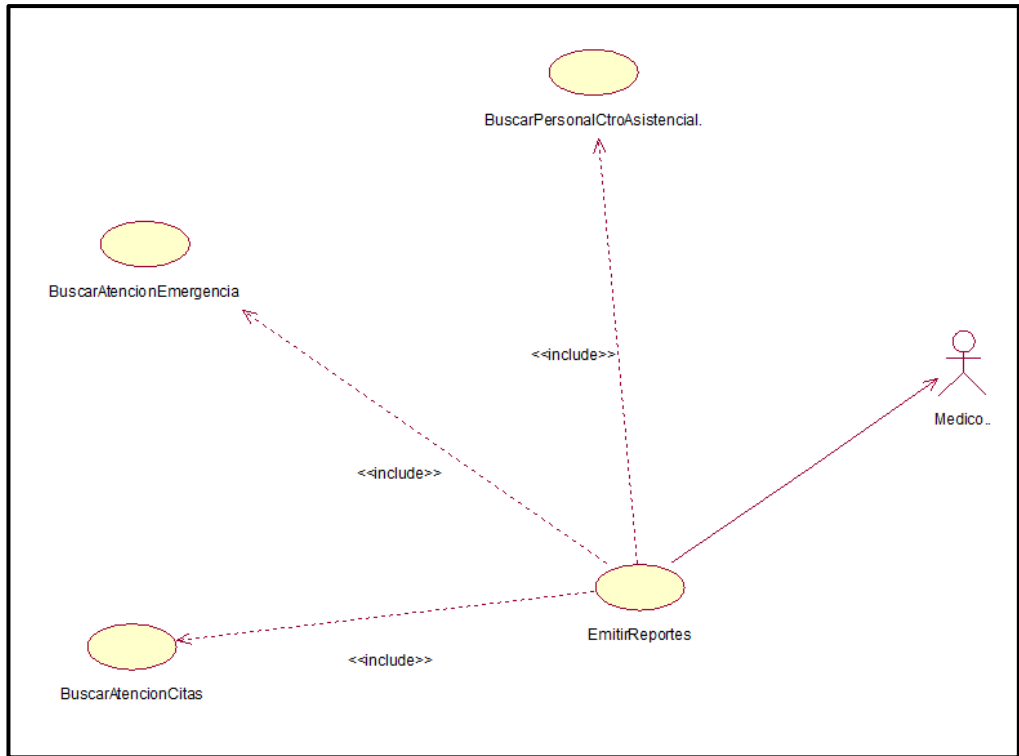 BuscarPersonalCtroAsistencial.
BuscarAtencionEmergencia
<<include>>
Medico..
<<include>>
EmitirReportes
<<include>>
BuscarAtencionCitas